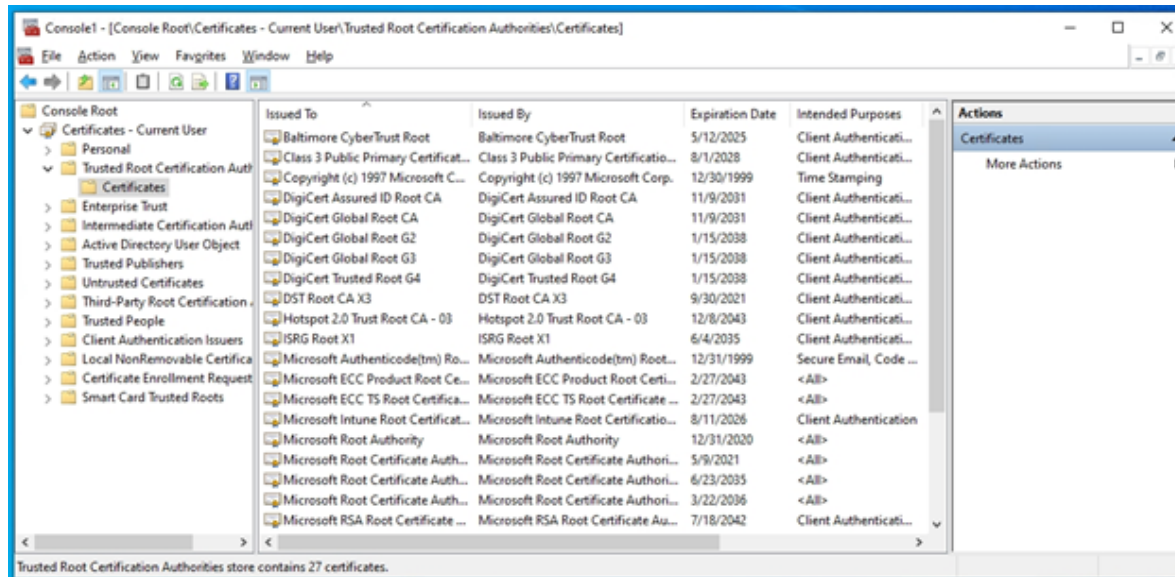 Console1 - [Console Root\Certificates - Current User\Trusted Root Certification Authorities\Certificates]
File Action View Favorites Window Help
Console Root
Certificates - Current User
Personal
Trusted Root Certification Auth
Certificates
Enterprise Trust
Intermediate Certification Auth
Active Directory User Object
Trusted Publishers
Untrusted Certificates
Third-Party Root Certification
Trusted People
Client Authentication Issuers
Local NonRemovable Certifica
Certificate Enrollment Request
Smart Card Trusted Roots
Issued To Issued By Expiration Date Intended Purposes
Baltimore CyberTrust Root Baltimore CyberTrust Root 5/12/2025 Client Authenticati...
Class 3 Public Primary Certificat... Class 3 Public Primary Certificatio... 8/1/2028 Client Authenticati...
Copyright (c) 1997 Microsoft C... Copyright (c) 1997 Microsoft Corp. 12/30/1999 Time Stamping
DigiCert Assured ID Root CA DigiCert Assured ID Root CA 11/9/2031 Client Authenticati...
DigiCert Global Root CA DigiCert Global Root CA 11/9/2031 Client Authenticati...
DigiCert Global Root G2 DigiCert Global Root G2 1/15/2038 Client Authenticati...
DigiCert Global Root G3 DigiCert Global Root G3 1/15/2038 Client Authenticati...
DigiCert Trusted Root G4 DigiCert Trusted Root G4 1/15/2038 Client Authenticati...
DST Root CA X3 DST Root CA X3 9/30/2021 Client Authenticati...
Hotspot 2.0 Trust Root CA - 03 Hotspot 2.0 Trust Root CA - 03 12/8/2043 Client Authenticati...
ISRG Root X1 ISRG Root X1 6/4/2035 Client Authenticati...
Microsoft Authenticode(tm) Ro... Microsoft Authenticode(tm) Root... 12/31/1999 Secure Email, Code ...
Microsoft ECC Product Root Ce... Microsoft ECC Product Root Certi... 2/27/2043 <All>
Microsoft ECC TS Root Certifica... Microsoft ECC TS Root Certificate ... 2/27/2043 <All>
Microsoft Intune Root Certificat... Microsoft Intune Root Certificatio... 8/11/2026 Client Authentication
Microsoft Root Authority Microsoft Root Authority 12/31/2020 <All>
Microsoft Root Certificate Auth... Microsoft Root Certificate Authori... 5/9/2021 <All>
Microsoft Root Certificate Auth... Microsoft Root Certificate Authori... 6/23/2035 <All>
Microsoft Root Certificate Auth... Microsoft Root Certificate Authori... 3/22/2036 <All>
Microsoft RSA Root Certificate ... Microsoft RSA Root Certificate Au... 7/18/2042 Client Authenticati...
Actions
Certificates
More Actions
Trusted Root Certification Authorities store contains 27 certificates.